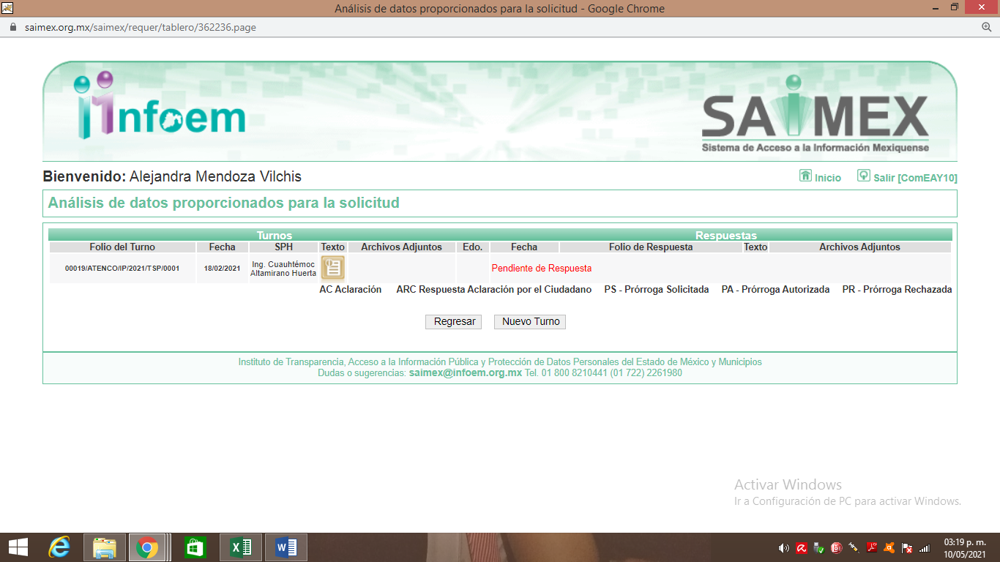 Análisis de datos proporcionados para la solicitud - Google Chrome
saimex.org.mx/saimex/requer/tablero/362236.page
infoem
SAIMEX
Sistema de Acceso a la Información Mexiquense
Bienvenido: Alejandra Mendoza Vilchis
Inicio Salir [ComEAY10]
Análisis de datos proporcionados para la solicitud
Turnos Respuestas
Folio del Turno Fecha SPH Texto Archivos Adjuntos Edo. Fecha Folio de Respuesta Texto Archivos Adjuntos
00019/ATENCO/IP/2021/TSP/0001 18/02/2021 Ing. Cuauhtémoc
Altamirano Huerta
Pendiente de Respuesta
AC Aclaración ARC Respuesta Aclaración por el Ciudadano PS - Prórroga Solicitada PA - Prórroga Autorizada PR - Prórroga Rechazada
Regresar Nuevo Turno
Instituto de Transparencia, Acceso a la Información Pública y Protección de Datos Personales del Estado de México y Municipios
Dudas o sugerencias: saimex@infoem.org.mx Tel. 01 800 8210441 (01 722) 2261980
Activar Windows
Ir a Configuración de PC para activar Windows.
03:19 p. m.
10/05/2021